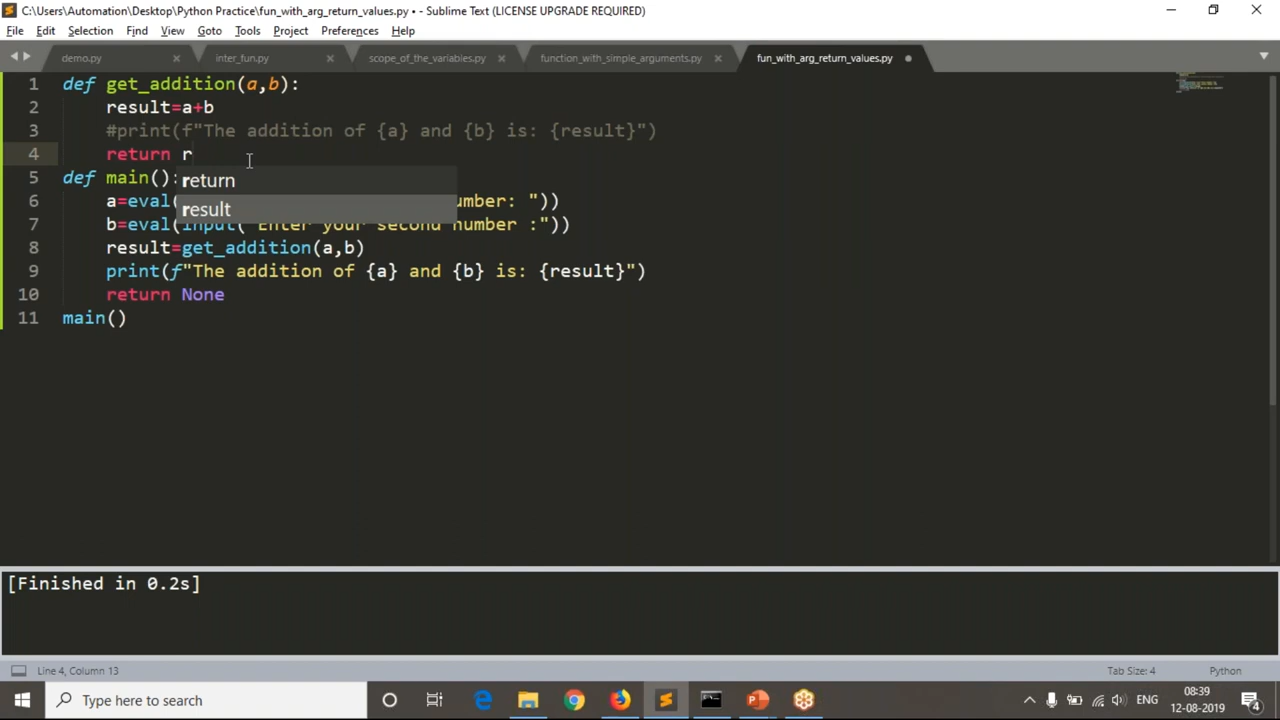 C:\Users\Automation\Desktop\Python Practice\fun_with_arg_return_values.py • - Sublime Text (LICENSE UPGRADE REQUIRED)
File Edit Selection Find View Goto Tools Project Preferences Help
demo.py inter_fun.py scope_of_the_variables.py function_with_simple_arguments.py fun_with_arg_return_values.py
1 def get_addition(a,b):
2 result=a+b
3 #print(f"The addition of {a} and {b} is: {result}")
4 return r
5 def main():
return
6 a=eval( umber: "))
result
7 b=eval(input("Enter your second number :"))
8 result=get_addition(a,b)
9 print(f"The addition of {a} and {b} is: {result}")
10 return None
11 main()
[Finished in 0.2s]
Line 4, Column 13 Tab Size: 4 Python
Type here to search ENG 08:39
12-08-2019 4